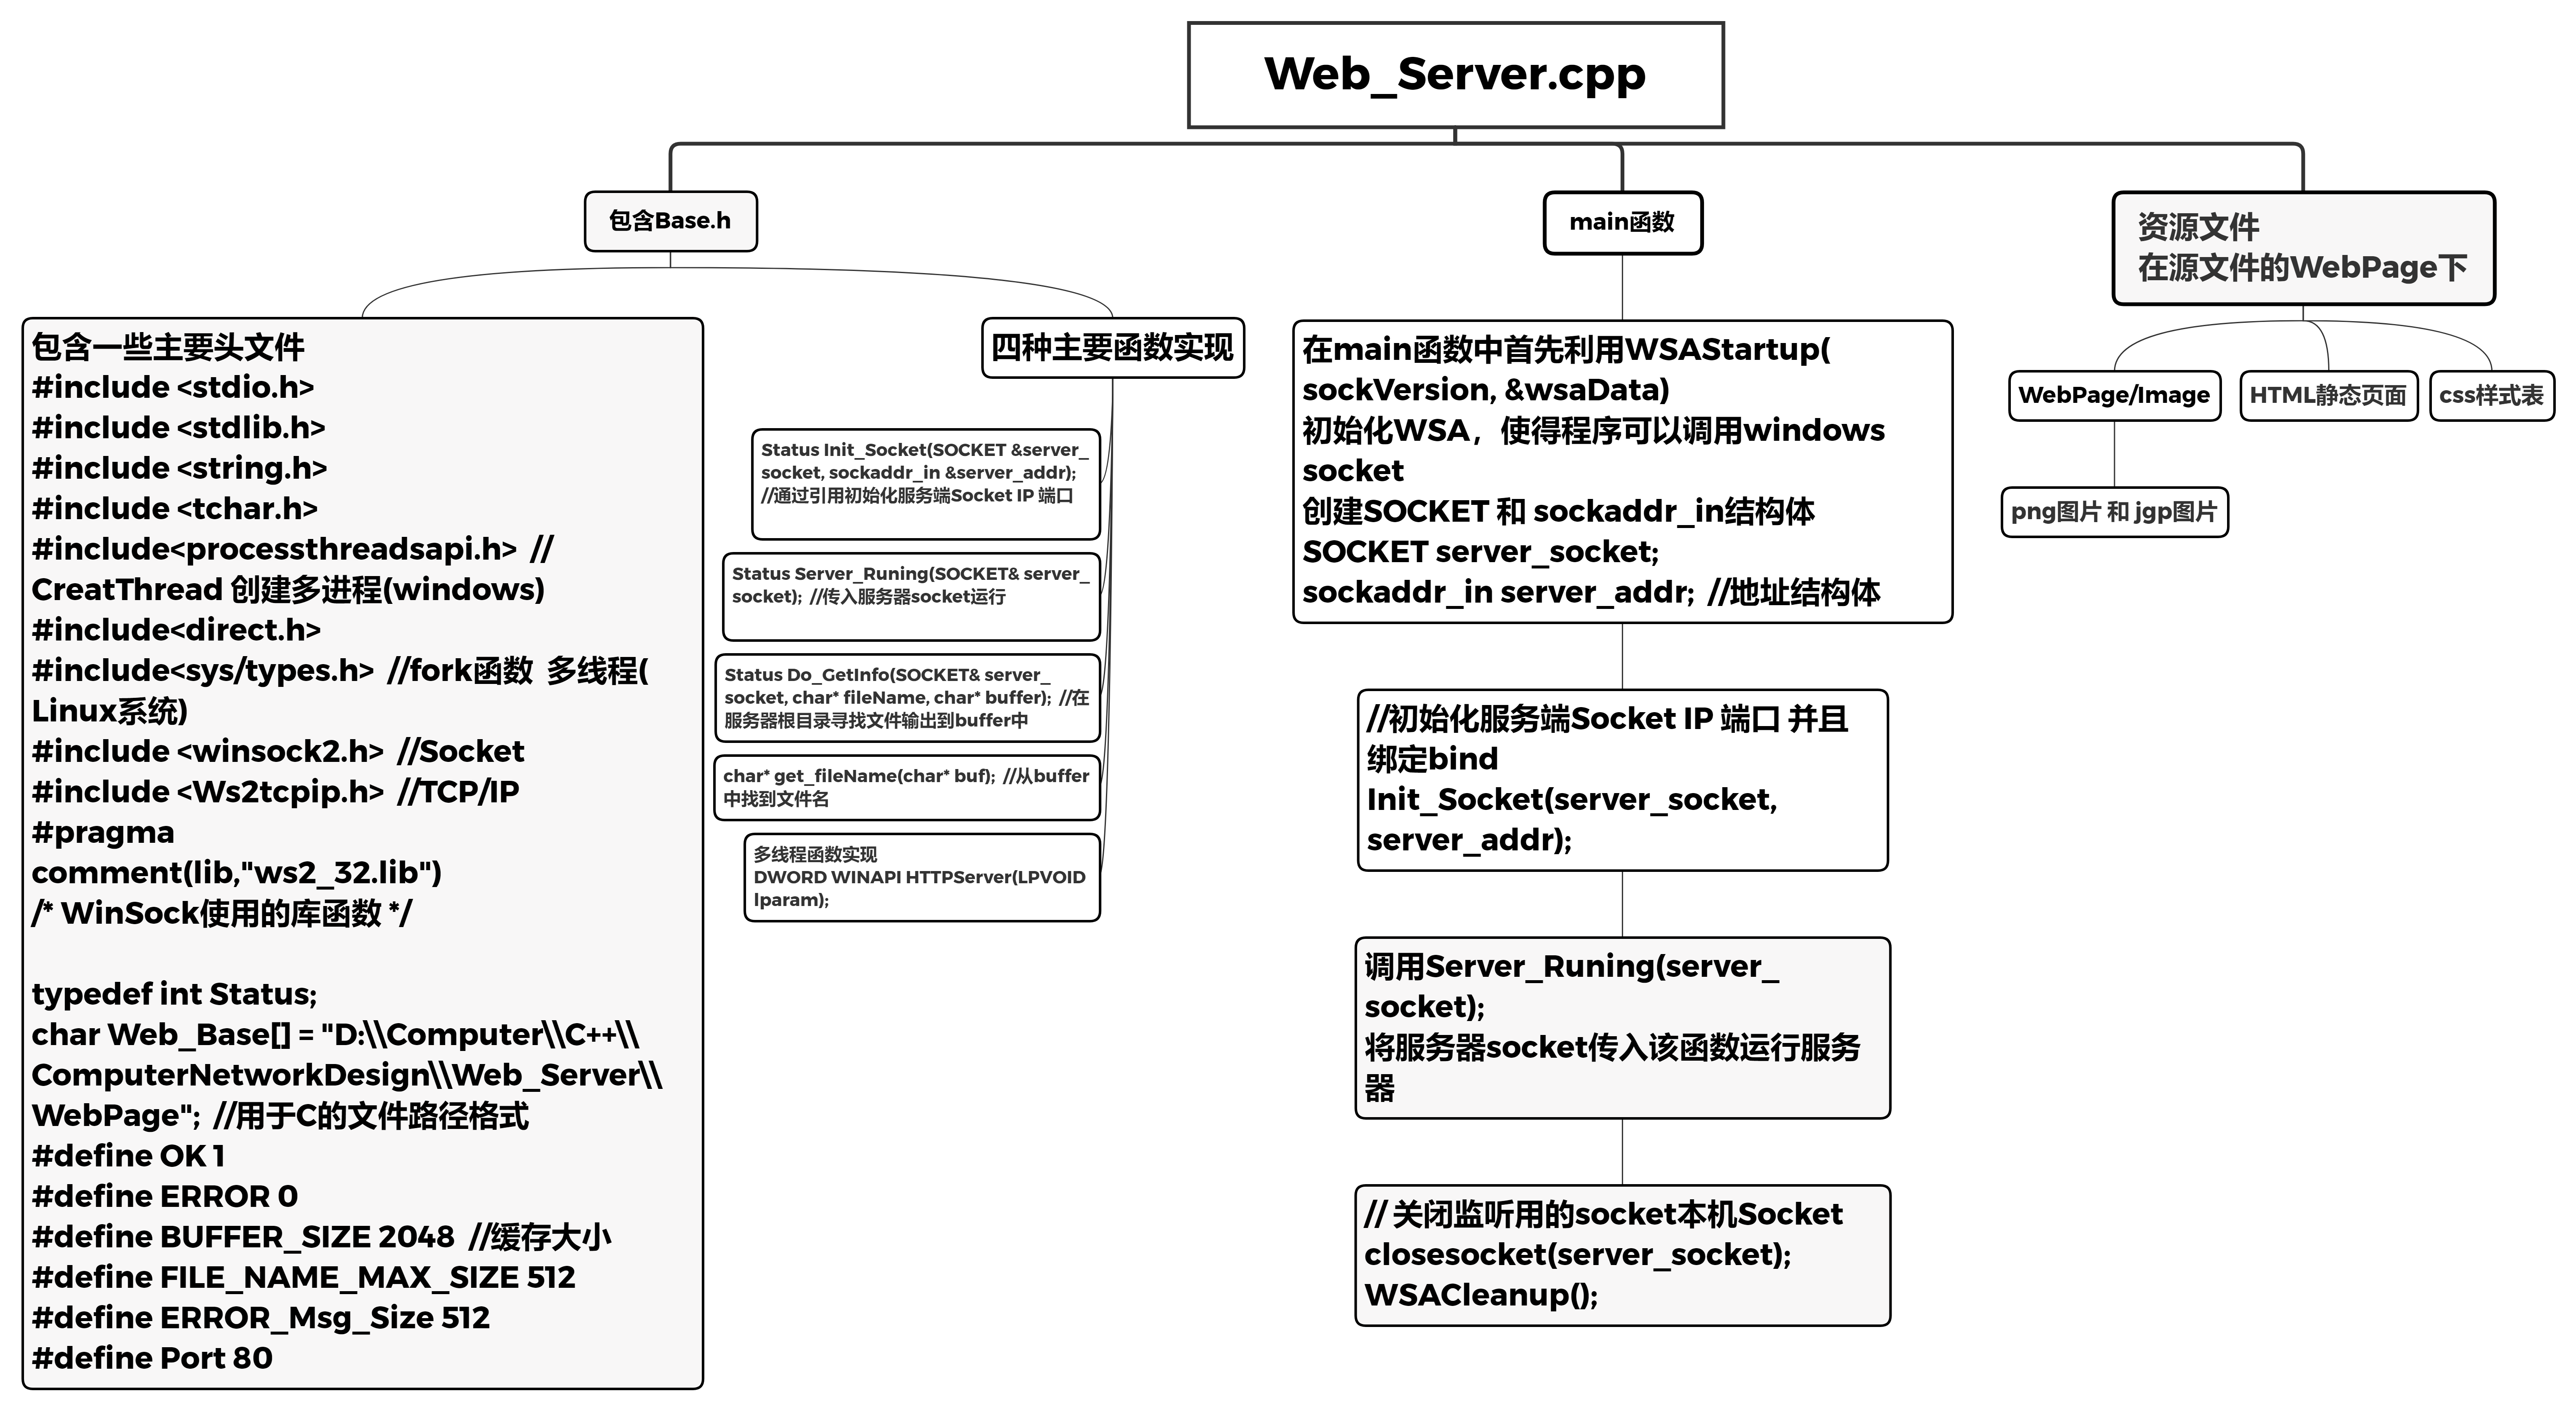 Web_Server.cpp
包含Base.h
包含一些主要头文件
#include <stdio.h>
#include <stdlib.h>
#include <string.h>
#include <tchar.h>
#include<processthreadsapi.h>  //
CreatThread 创建多进程(windows)
#include<direct.h>
#include<sys/types.h>  //fork函数  多线程(
Linux系统)
#include <winsock2.h>  //Socket
#include <Ws2tcpip.h>  //TCP/IP
#pragma
comment(lib,"ws2_32.lib")
/* WinSock使用的库函数 */
typedef int Status;
char Web_Base[] = "D:\\Computer\\C++\\
ComputerNetworkDesign\\Web_Server\\
WebPage";  //用于C的文件路径格式
#define OK 1
#define ERROR 0
#define BUFFER_SIZE 2048  //缓存大小
#define FILE_NAME_MAX_SIZE 512
#define ERROR_Msg_Size 512
#define Port 80
四种主要函数实现
Status Init_Socket(SOCKET &server_
socket, sockaddr_in &server_addr);
//通过引用初始化服务端Socket IP 端口
Status Server_Runing(SOCKET& server_
socket);  //传入服务器socket运行
Status Do_GetInfo(SOCKET& server_
socket, char* fileName, char* buffer);  //在
服务器根目录寻找文件输出到buffer中
char* get_fileName(char* buf);  //从buffer
中找到文件名
多线程函数实现
DWORD WINAPI HTTPServer(LPVOID
lparam);
main函数
在main函数中首先利用WSAStartup(
sockVersion, &wsaData)
初始化WSA，使得程序可以调用windows
socket
创建SOCKET 和 sockaddr_in结构体
SOCKET server_socket;
sockaddr_in server_addr;  //地址结构体
//初始化服务端Socket IP 端口 并且
绑定bind
Init_Socket(server_socket,
server_addr);
调用Server_Runing(server_
socket);
将服务器socket传入该函数运行服务
器
// 关闭监听用的socket本机Socket
closesocket(server_socket);
WSACleanup();
资源文件
在源文件的WebPage下
WebPage/Image
png图片 和 jgp图片
HTML静态页面
css样式表